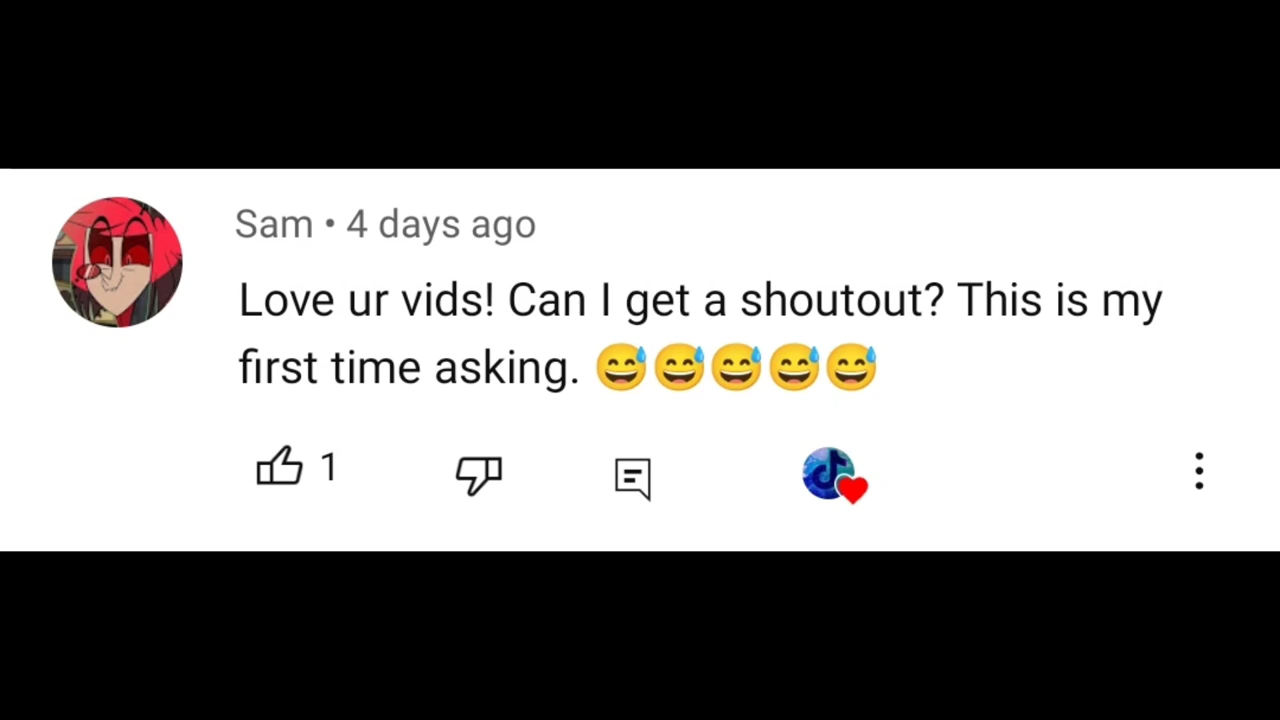 Sam • 4 days ago
Love ur vids! Can I get a shoutout? This is my
first time asking. 😅😅😅😅😅
1